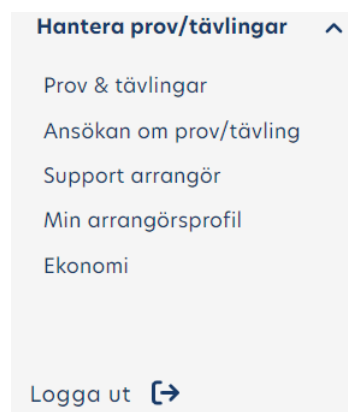 Hantera prov/tävlingar
Prov & tävlingar
Ansökan om prov/tävling
Support arrangör
Min arrangörsprofil
Ekonomi
Logga ut